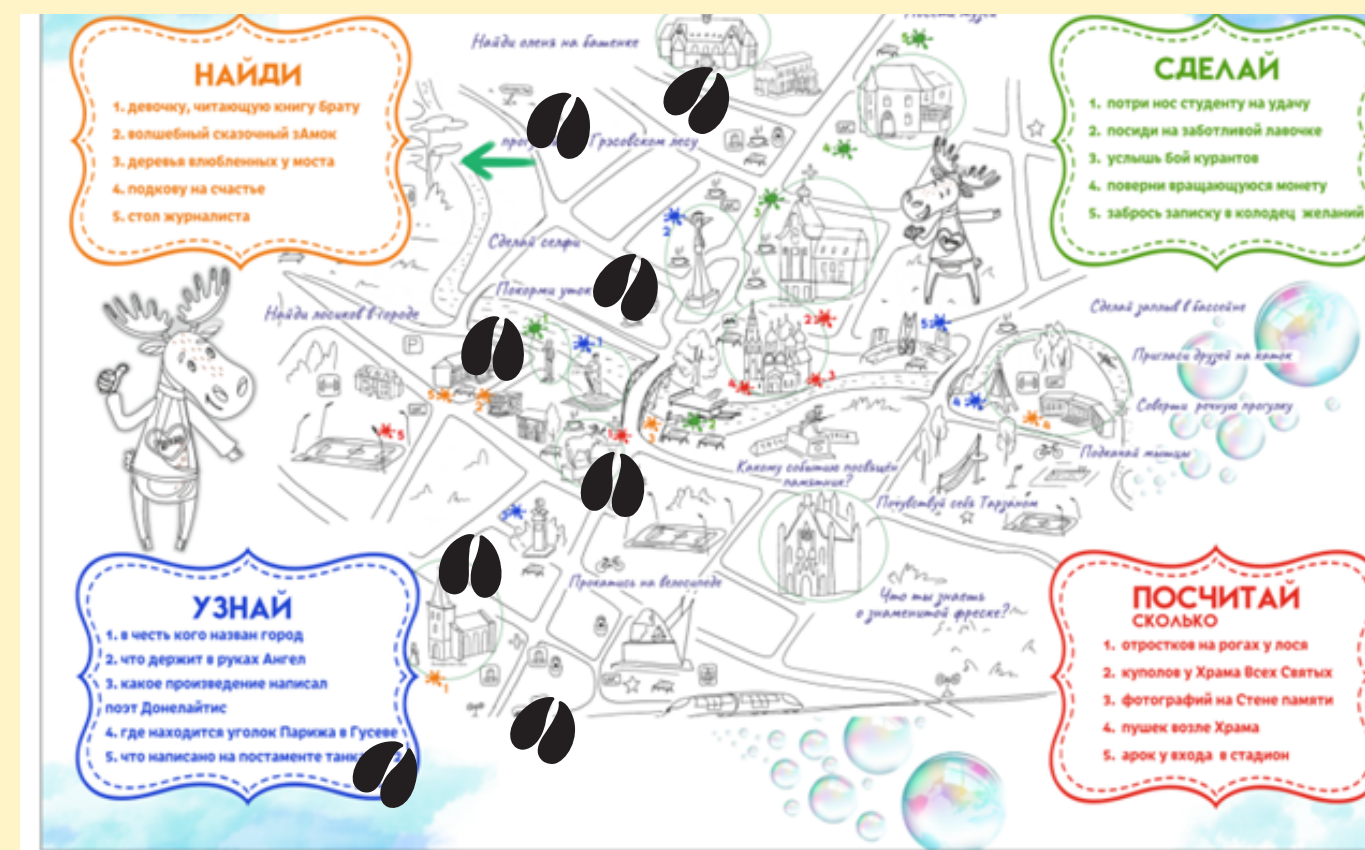 НАЙДИ
1. девочку, читающую книгу брату
2. волшебный сказочный зАмок
3. деревья влюбленных у моста
4. подкову на счастье
5. стол журналиста
Найди оленя на башенке
Грэсовском лесу
Сделай селфи
Покорми уток
Найди лосиков в городе
СДЕЛАЙ
1. потри нос студенту на удачу
2. посиди на заботливой лавочке
3. услышь бой курантов
4. поверни вращающуюся монету
5. забрось записку в колодец желаний
Сделай заплыв в бассейне
Пригласи друзей на каток
Соверши речную прогулку
Подкачай мышцы
Какому событию посвящён
памятник?
Почувствуй себя Тарзаном
Прокатись на велосипеде
Что ты знаешь
о знаменитой фреске?
УЗНАЙ
1. в честь кого назван город
2. что держит в руках Ангел
3. какое произведение написал
поэт Донелайтис
4. где находится уголок Парижа в Гусеве
5. что написано на постаменте
ПОСЧИТАЙ
СКОЛЬКО
1. отростков на рогах у лося
2. куполов у Храма Всех Святых
3. фотографий на Стене памяти
4. пушек возле Храма
5. арок у входа в стадион